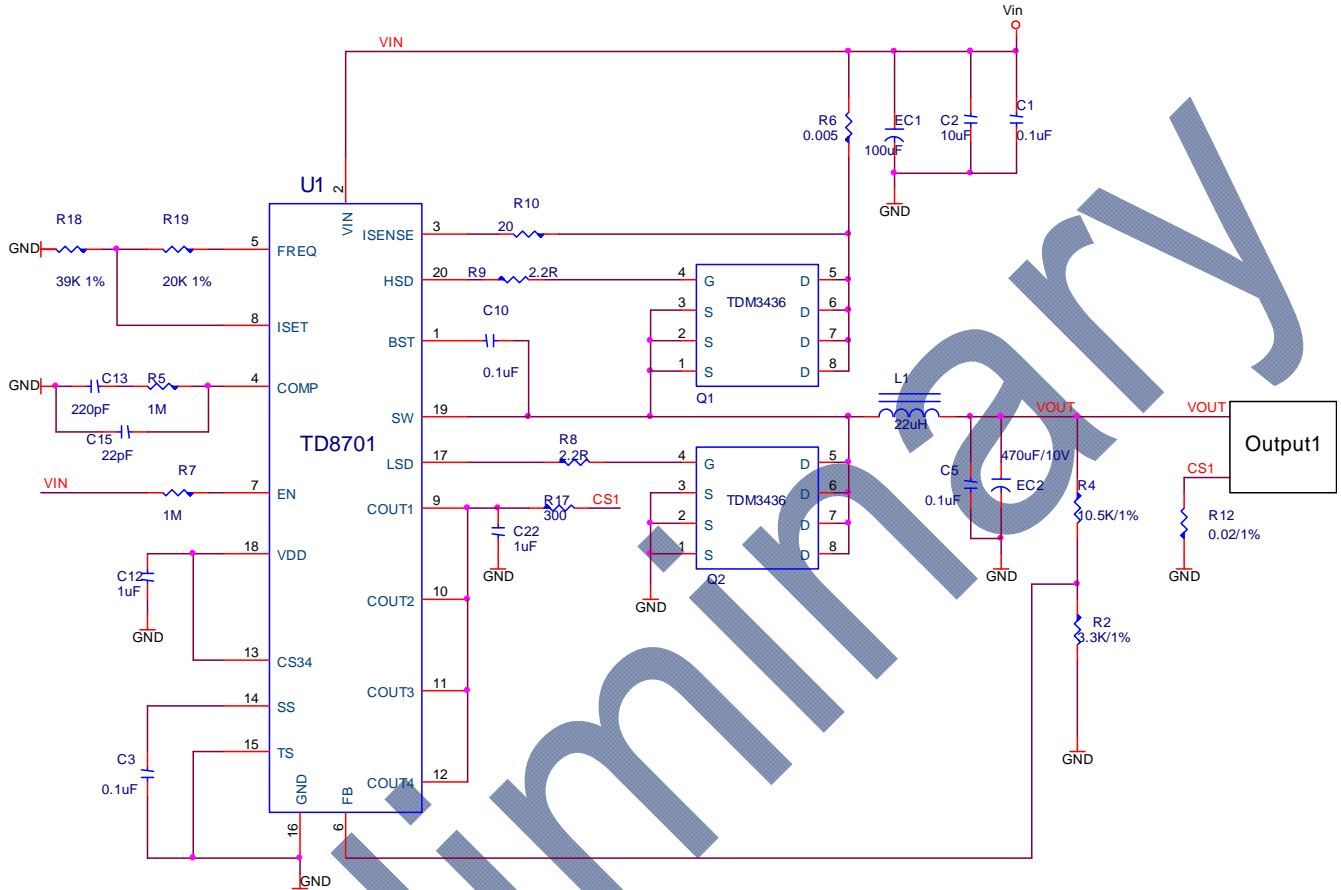 Vin
VIN
R6
0.005
EC1
100uF
C2
10uF
C1
0.1uF
GND
U1
2
VIN
R18
R19
R10
GND
5
FREQ
ISENSE
3
20
39K 1%
20K 1%
HSD
20
R9
2.2R
4
G
D
5
TDM3436
3
S
D
6
8
ISET
C10
BST
1
2
S
D
7
0.1uF
1
S
D
8
Q1
GND
C13
R5
4
COMP
220pF
1M
C15
22pF
L1
22uH
SW
19
VOUT
VOUT
Output1
TD8701
R8
2.2R
LSD
17
4
G
D
5
470uF/10V
CS1
VIN
R7
7
EN
1M
TDM3436
3
S
D
6
C5
0.1uF
EC2
R4
10.5K/1%
COUT1
9
R17
300
CS1
2
S
D
7
R12
0.02/1%
C22
1uF
1
S
D
8
18
VDD
C12
1uF
GND
Q2
GND
GND
GND
COUT2
10
GND
R2
3.3K/1%
13
CS34
COUT3
11
14
SS
15
TS
C3
0.1uF
GND
COUT4
12
GND
FB
16
6
GND
liminary